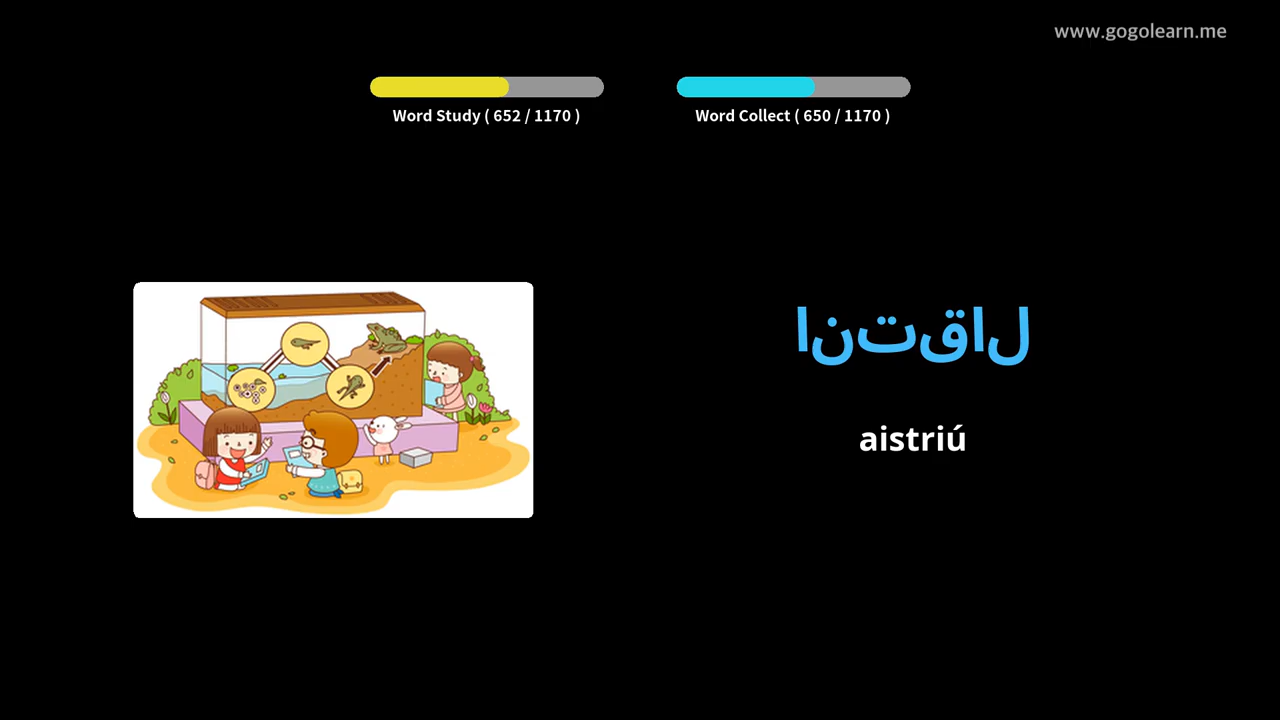 www.gogolearn.me
Word Study ( 652 / 1170 )
Word Collect ( 650 / 1170 )
انتقال
aistriú